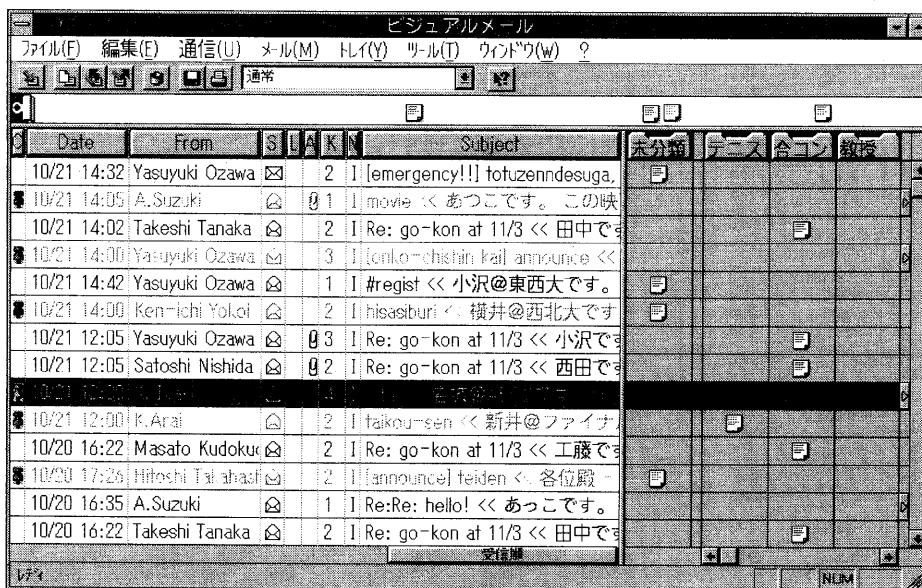 ビジュアルメール
ファイル(F) 編集(E) 通信(U) メール(M) トレイ(Y) ツール(T) ウィンドウ(W) ?
通常
C Date From S L A K N Subject 未分類 テニス 合コン 教授
10/21 14:32 Yasuyuki Ozawa 2 I [emergency!!] totuzenndesuga,
10/21 14:05 A.Suzuki 1 I movie << あつこです。 この映
10/21 14:02 Takeshi Tanaka 2 I Re: go-kon at 11/3 << 田中です
10/21 14:00 Yasuyuki Ozawa 3 I [onko-chishin kai] announce <<
10/21 14:42 Yasuyuki Ozawa 1 I #regist << 小沢@東西大です。
10/21 14:00 Ken-ichi Yokoi 2 I hisasiburi << 横井@西北大です
10/21 12:05 Yasuyuki Ozawa 3 I Re: go-kon at 11/3 << 小沢です
10/21 12:05 Satoshi Nishida 2 I Re: go-kon at 11/3 << 西田です
10/21 12:00 K.Arai 2 I taikou-sen << 新井@ファイナ
10/20 16:22 Masato Kudokuc 2 I Re: go-kon at 11/3 << 工藤です
10/20 17:26 Hitoshi Takahash 2 I [announce] teiden << 各位殿 -
10/20 16:35 A.Suzuki 1 I Re:Re: hello! << あっこです。
10/20 16:22 Takeshi Tanaka 2 I Re: go-kon at 11/3 << 田中です
受信順
レディ NUM